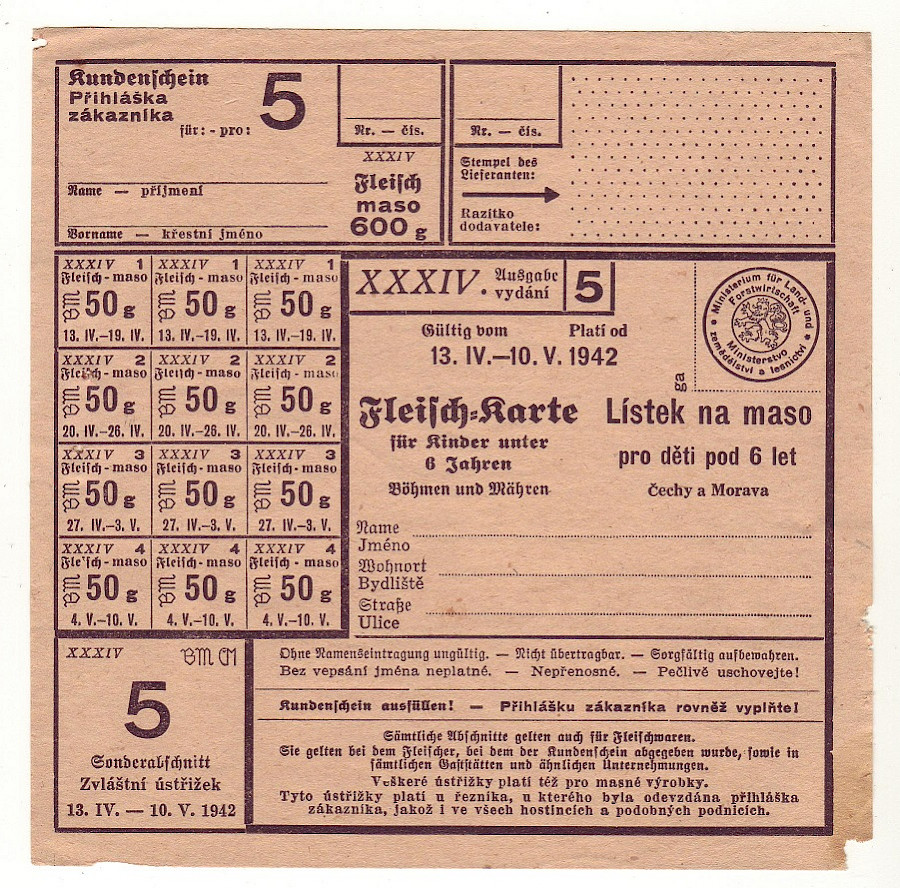 Kundenschein
Přihláška
zákazníka
für: - pro:
5
Name — příjmení
Vorname — křestní jméno
Nr. — čís.
XXXIV
Fleisch
maso
600 g
Nr. — čís.
Stempel des
Lieferanten:
Razítko
dodavatele:
XXXIV 1 XXXIV 1 XXXIV 1
Fleisch - maso Fleisch - maso Fleisch - maso
BM 50 g BM 50 g BM 50 g
13. IV.–19. IV. 13. IV.–19. IV. 13. IV.–19. IV.
XXXIV 2 XXXIV 2 XXXIV 2
Fleisch - maso Fleisch - maso Fleisch - maso
BM 50 g BM 50 g BM 50 g
20. IV.–26. IV. 20. IV.–26. IV. 20. IV.–26. IV.
XXXIV 3 XXXIV 3 XXXIV 3
Fleisch - maso Fleisch - maso Fleisch - maso
BM 50 g BM 50 g BM 50 g
27. IV.–3. V. 27. IV.–3. V. 27. IV.–3. V.
XXXIV 4 XXXIV 4 XXXIV 4
Fleisch - maso Fleisch - maso Fleisch - maso
BM 50 g BM 50 g BM 50 g
4. V.–10. V. 4. V.–10. V. 4. V.–10. V.
XXXIV. Ausgabe
vydání
5
Ministerium für Land- und
Forstwirtschaft
Ministerstvo
zemědělství a lesnictví
Gültig vom Platí od
13. IV.—10. V. 1942
ga
Fleisch-Karte
für Kinder unter
6 Jahren
Böhmen und Mähren
Lístek na maso
pro děti pod 6 let
Čechy a Morava
Name
Jméno
Wohnort
Bydliště
Straße
Ulice
XXXIV BM ČM
5
Sonderabschnitt
Zvláštní ústřižek
13. IV. — 10. V. 1942
Ohne Namenseintragung ungültig. — Nicht übertragbar. — Sorgfältig aufbewahren.
Bez vepsání jména neplatné. — Nepřenosné. — Pečlivě uschovejte!
Kundenschein ausfüllen! — Přihlášku zákazníka rovněž vyplňte!
Sämtliche Abschnitte gelten auch für Fleischwaren.
Sie gelten bei dem Fleischer, bei dem der Kundenschein abgegeben wurde, sowie in
sämtlichen Gaststätten und ähnlichen Unternehmungen.
Veškeré ústřižky platí též pro masné výrobky.
Tyto ústřižky platí u řezníka, u kterého byla odevzdána přihláška
zákazníka, jakož i ve všech hostincích a podobných podnicích.